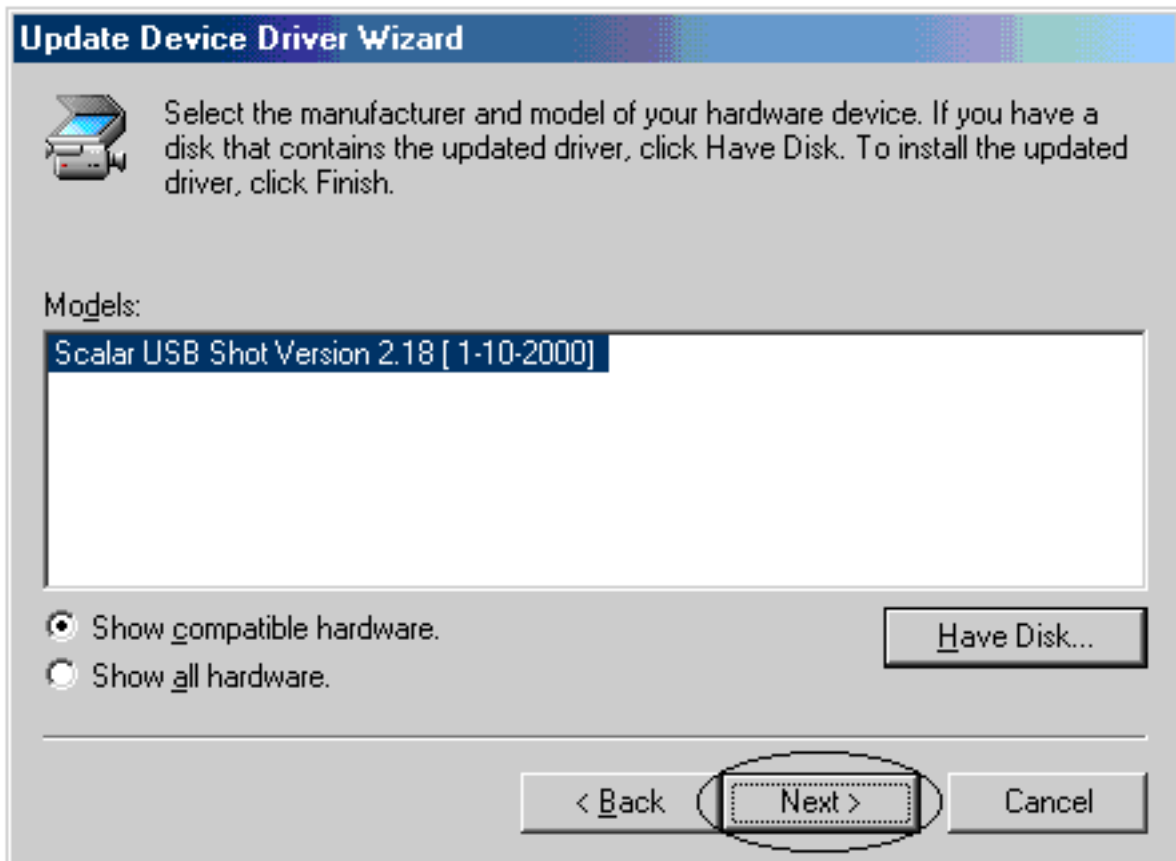 Update Device Driver Wizard
Select the manufacturer and model of your hardware device. If you have a
disk that contains the updated driver, click Have Disk. To install the updated
driver, click Finish.
Models:
Scalar USB Shot Version 2.18 [ 1-10-2000]
Show compatible hardware.
Show all hardware.
Have Disk...
< Back
Next >
Cancel